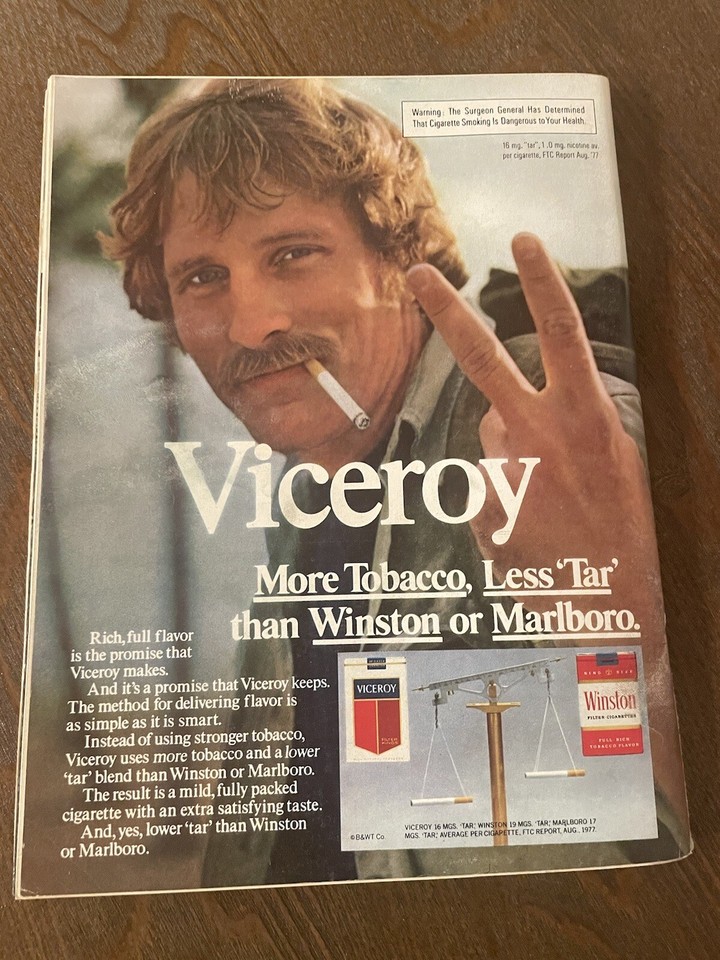 Warning: The Surgeon General Has Determined
That Cigarette Smoking Is Dangerous to Your Health.
16 mg. "tar", 1.0 mg. nicotine av.
per cigarette, FTC Report Aug. '77
Viceroy
More Tobacco, Less 'Tar'
than Winston or Marlboro.
Rich, full flavor
is the promise that
Viceroy makes.
And it's a promise that Viceroy keeps.
The method for delivering flavor is
as simple as it is smart.
Instead of using stronger tobacco,
Viceroy uses more tobacco and a lower
'tar' blend than Winston or Marlboro.
The result is a mild, fully packed
cigarette with an extra satisfying taste.
And, yes, lower 'tar' than Winston
or Marlboro.
VICEROY
FILTER
KINGS
KING SIZE
Winston
FILTER CIGARETTES
FULL RICH
TOBACCO FLAVOR
©B&WT Co.
VICEROY 16 MGS. 'TAR,' WINSTON 19 MGS. 'TAR,' MARLBORO 17
MGS. 'TAR,' AVERAGE PER CIGARETTE, FTC REPORT, AUG., 1977.